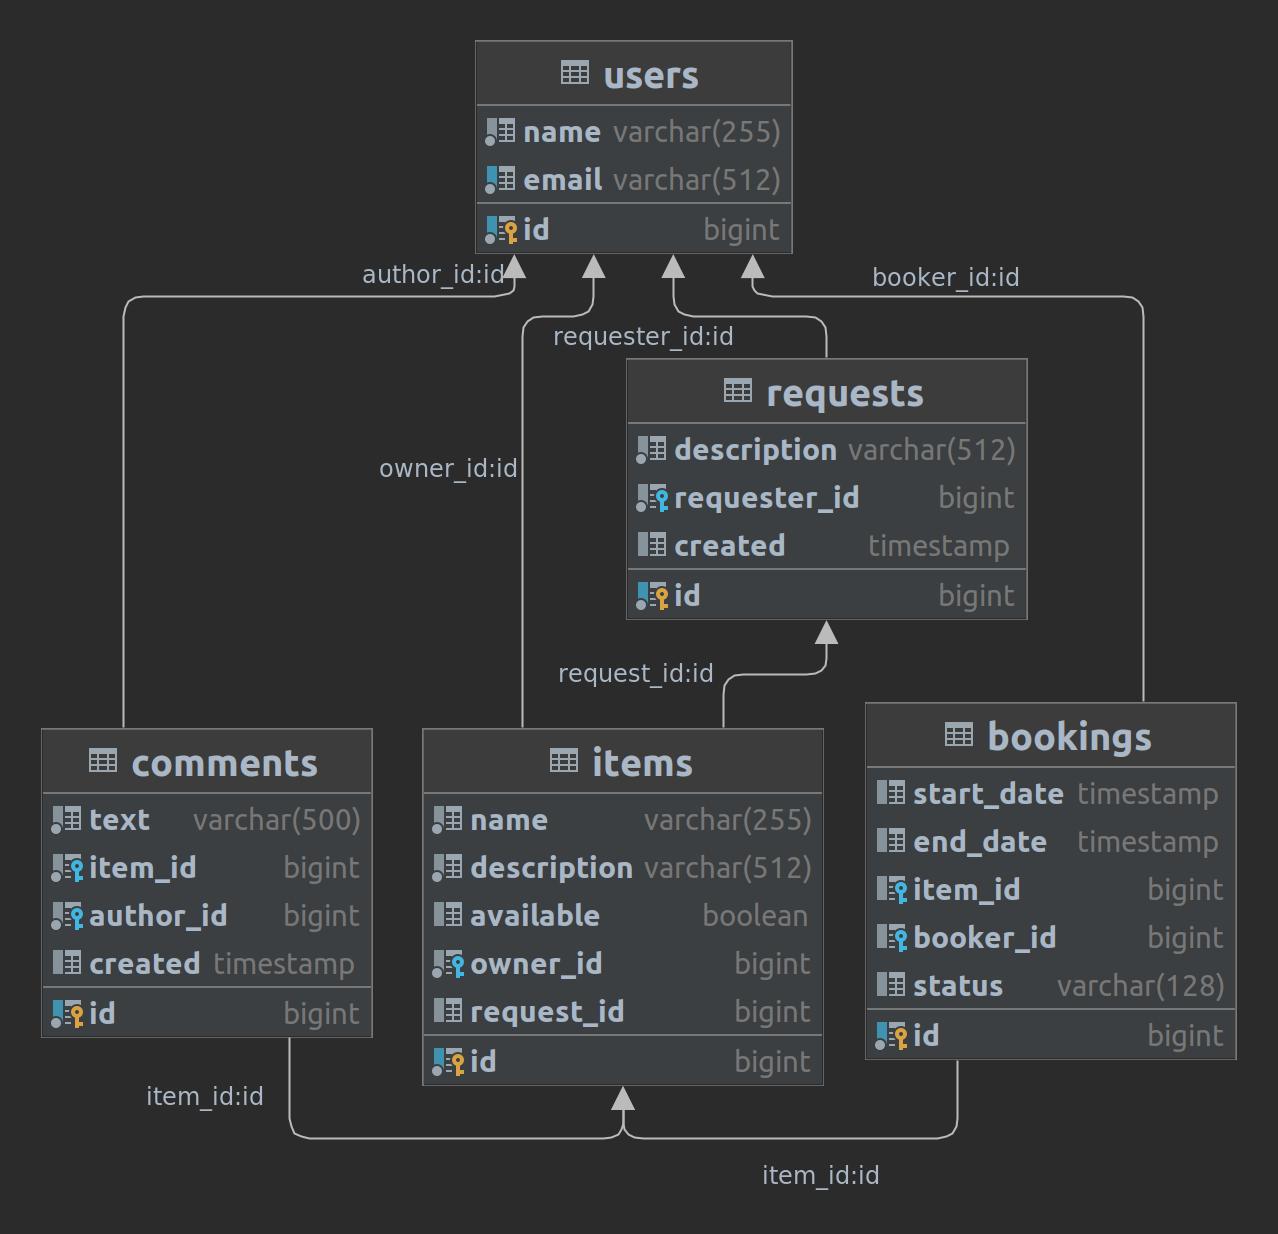 users
name varchar(255)
email varchar(512)
id bigint
author_id:id
booker_id:id
requester_id:id
requests
description varchar(512)
requester_id bigint
created timestamp
id bigint
owner_id:id
request_id:id
comments
text varchar(500)
item_id bigint
author_id bigint
created timestamp
id bigint
items
name varchar(255)
description varchar(512)
available boolean
owner_id bigint
request_id bigint
id bigint
bookings
start_date timestamp
end_date timestamp
item_id bigint
booker_id bigint
status varchar(128)
id bigint
item_id:id
item_id:id